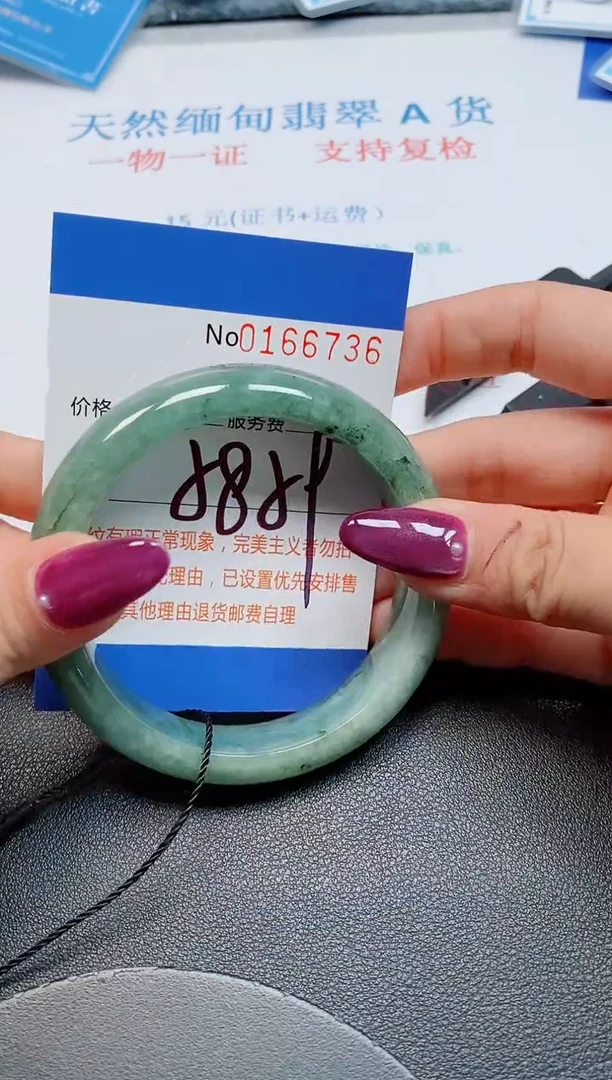 天然缅甸翡翠 A 货
一物一证 支持复检
15 元(证书+运费)
保真
No0166736
价格 服务费
纹有理正常现象，完美主义者勿拍
理由，已设置优先安排售
其他理由退货邮费自理